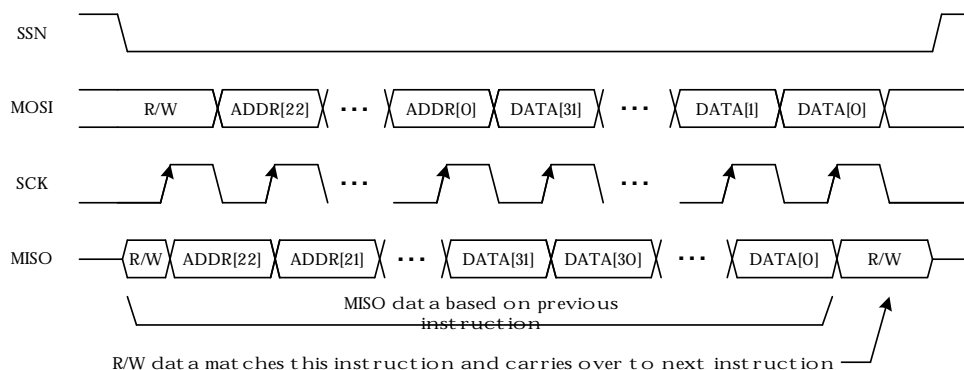 SSN
MOSI R/W ADDR[22] ... ADDR[0] DATA[31] ... DATA[1] DATA[0]
SCK ... ...
MISO R/W ADDR[22] ADDR[21] ... DATA[31] DATA[30] ... DATA[0] R/W
MISO data based on previous
instruction
R/W data matches this instruction and carries over to next instruction